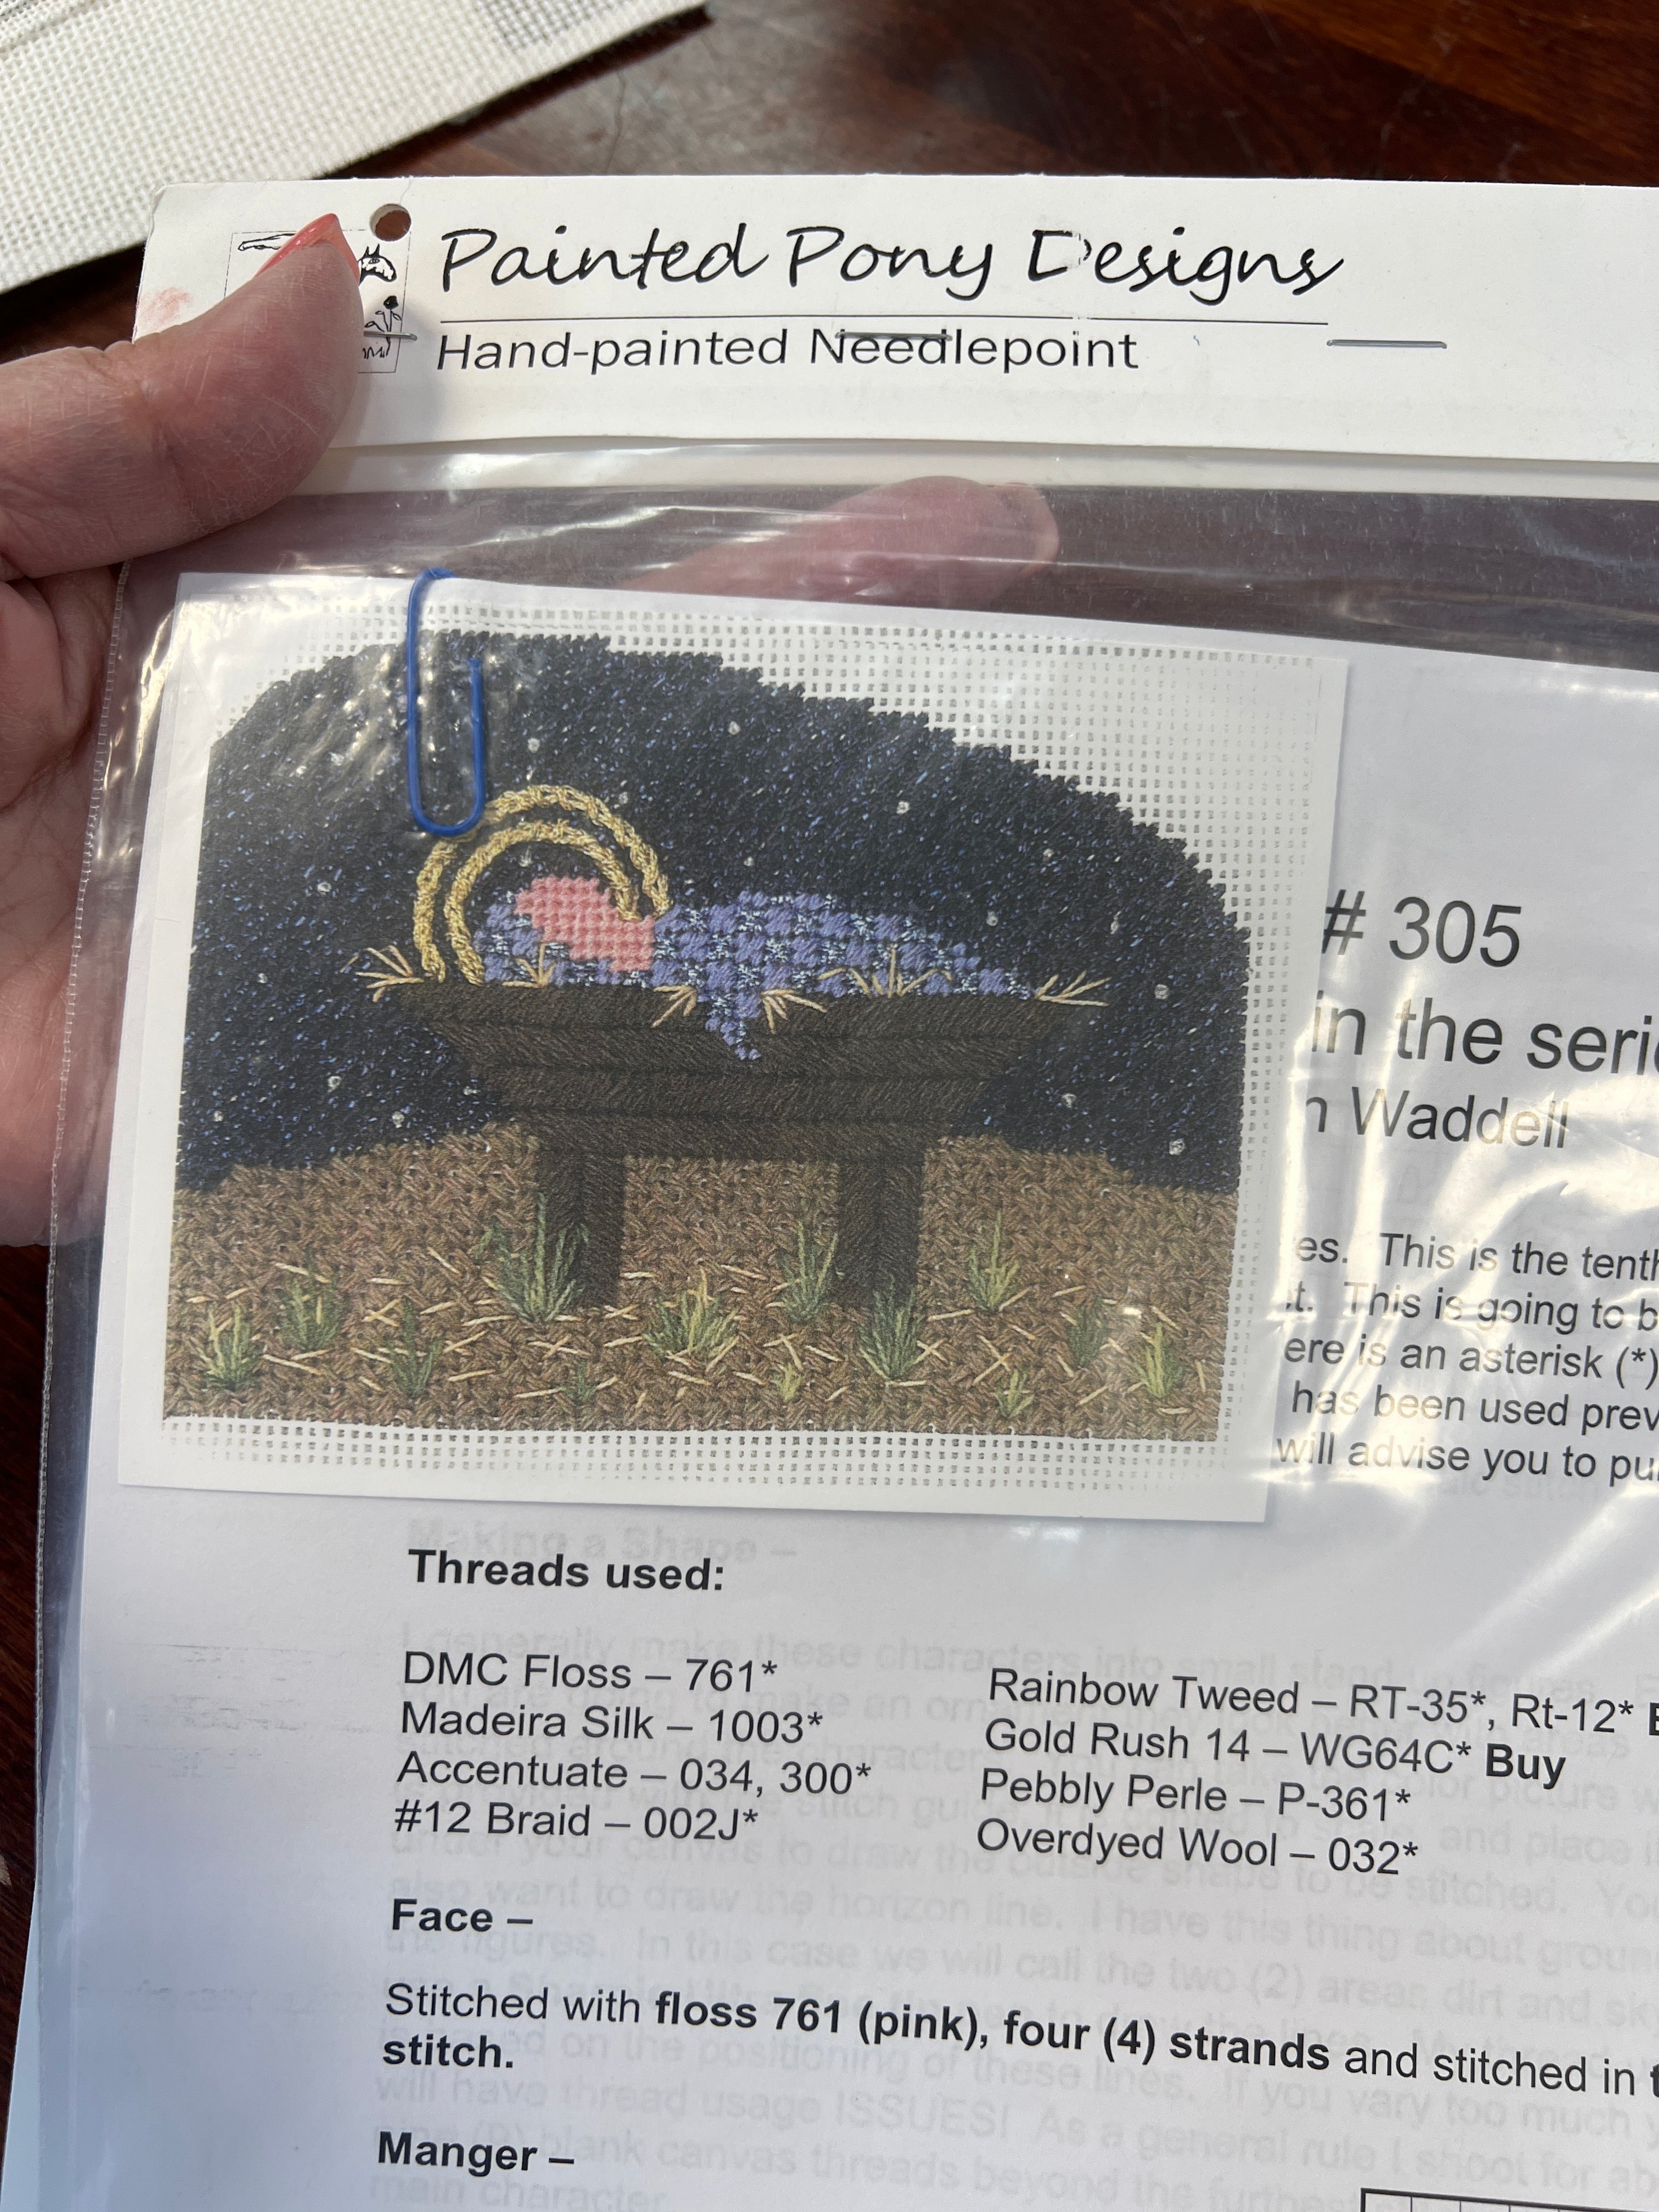 Painted Pony Designs
Hand-painted Needlepoint
# 305
in the serie
n Waddell
es. This is the tenth
t. This is going to b
ere is an asterisk (*)
has been used prev
will advise you to pu
Making a Shape –
Threads used:
DMC Floss – 761*
Madeira Silk – 1003*
Accentuate – 034, 300*
#12 Braid – 002J*
Rainbow Tweed – RT-35*, Rt-12*
Gold Rush 14 – WG64C* Buy
Pebbly Perle – P-361*
Overdyed Wool – 032*
Face –
Stitched with floss 761 (pink), four (4) strands and stitched in t
stitch.
Manger –